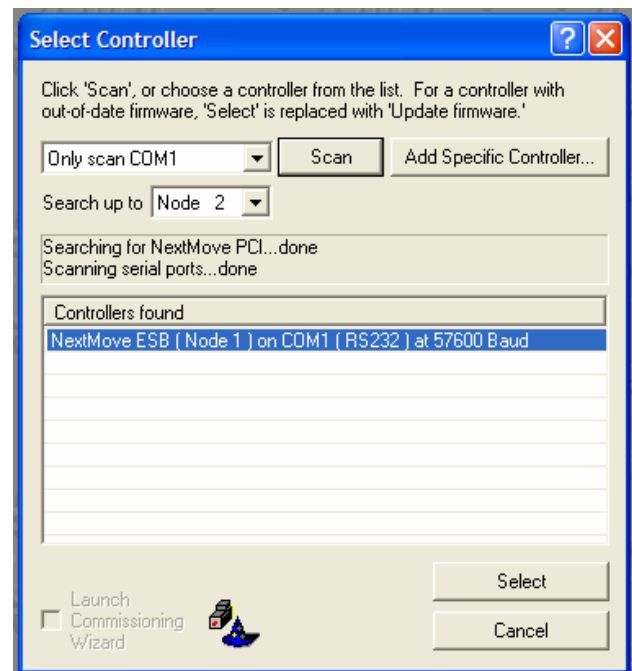 Select Controller
Click 'Scan', or choose a controller from the list. For a controller with
out-of-date firmware, 'Select' is replaced with 'Update firmware.'
Only scan COM1
Scan
Add Specific Controller...
Search up to Node 2
Searching for NextMove PCI...done
Scanning serial ports...done
Controllers found
NextMove ESB ( Node 1 ) on COM1 ( RS232 ) at 57600 Baud
Select
Launch
Commissioning
Wizard
Cancel